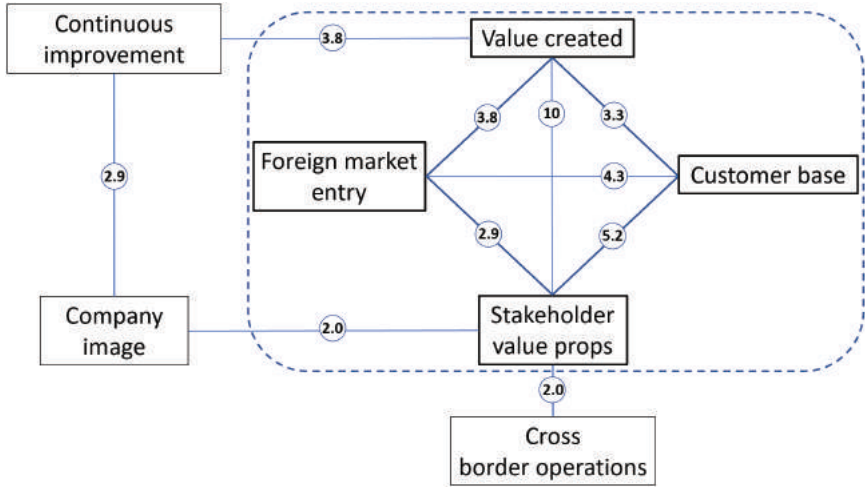 Continuous
improvement
3.8
Value created
3.8
10
3.3
2.9
Foreign market
entry
4.3
Customer base
2.9
5.2
Company
image
2.0
Stakeholder
value props
2.0
Cross
border operations